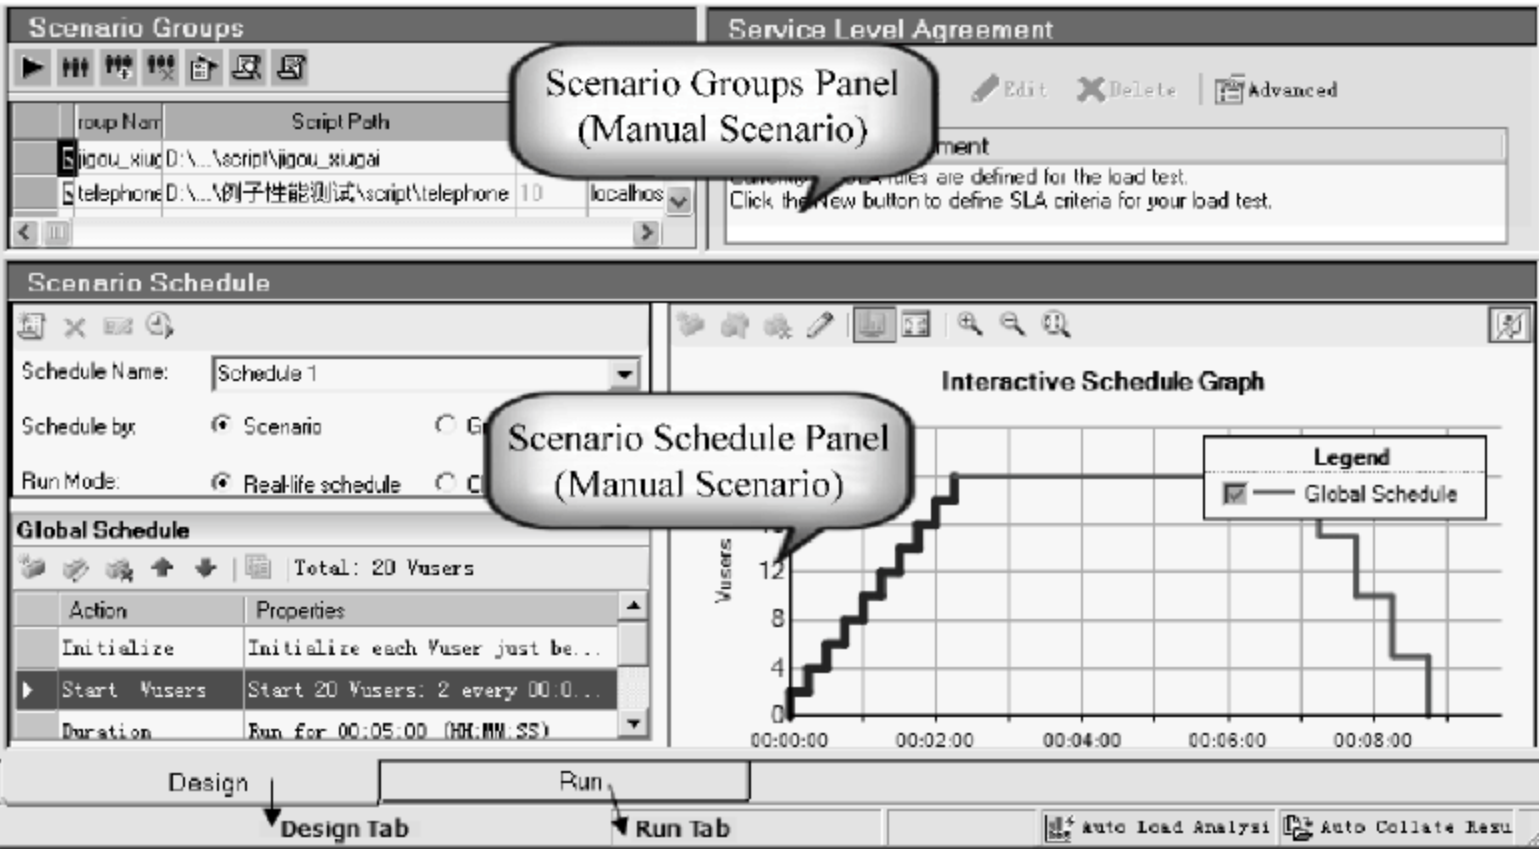 Scenario Groups
Service Level Agreement
Scenario Groups Panel
(Manual Scenario)
Edit
Delete
Advanced
roup Nam
Script Path
ment
jigou_xiug
D:\...\script\jigou_xiugai
rules are defined for the load test.
telephone
D:\...\例子性能测试\script\telephone
10
localhos
Click the New button to define SLA criteria for your load test.
Scenario Schedule
Schedule Name:
Schedule 1
Interactive Schedule Graph
Schedule by:
Scenario
G
Scenario Schedule Panel
(Manual Scenario)
Run Mode:
Real-life schedule
Legend
Global Schedule
Global Schedule
Total: 20 Vusers
Vusers
12
8
4
0
Action
Properties
Initialize
Initialize each Vuser just be...
Start Vusers
Start 20 Vusers: 2 every 00:0...
Duration
Run for 00:05:00 (HH:MM:SS)
00:00:00
00:02:00
00:04:00
00:06:00
00:08:00
Design
Run
Design Tab
Run Tab
Auto Load Analysi
Auto Collate Resu